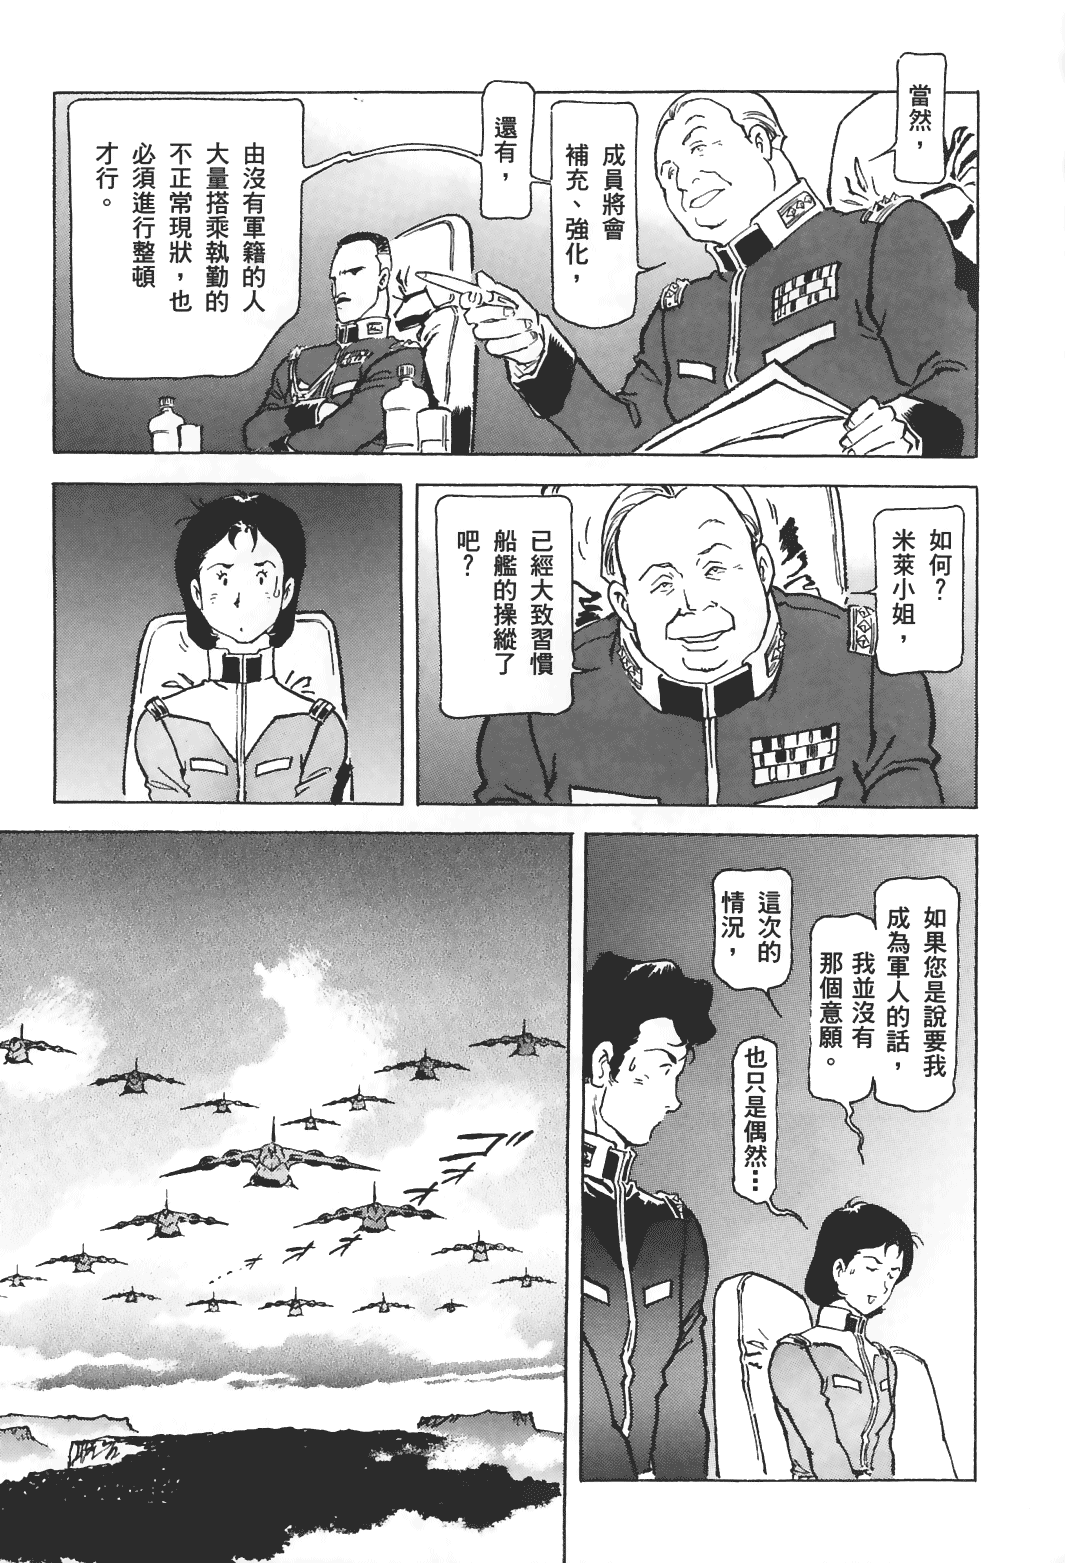 當然，
成員將會
補充、強化，
還有，
由沒有軍籍的人
大量搭乘執勤的
不正常現狀，也
必須進行整頓
才行。
如何？
米萊小姐，
已經大致習慣
船艦的操縱了
吧？
如果您是說要我
成為軍人的話，
我並沒有
那個意願。
這次的
情況，
也只是偶然…
ゴ